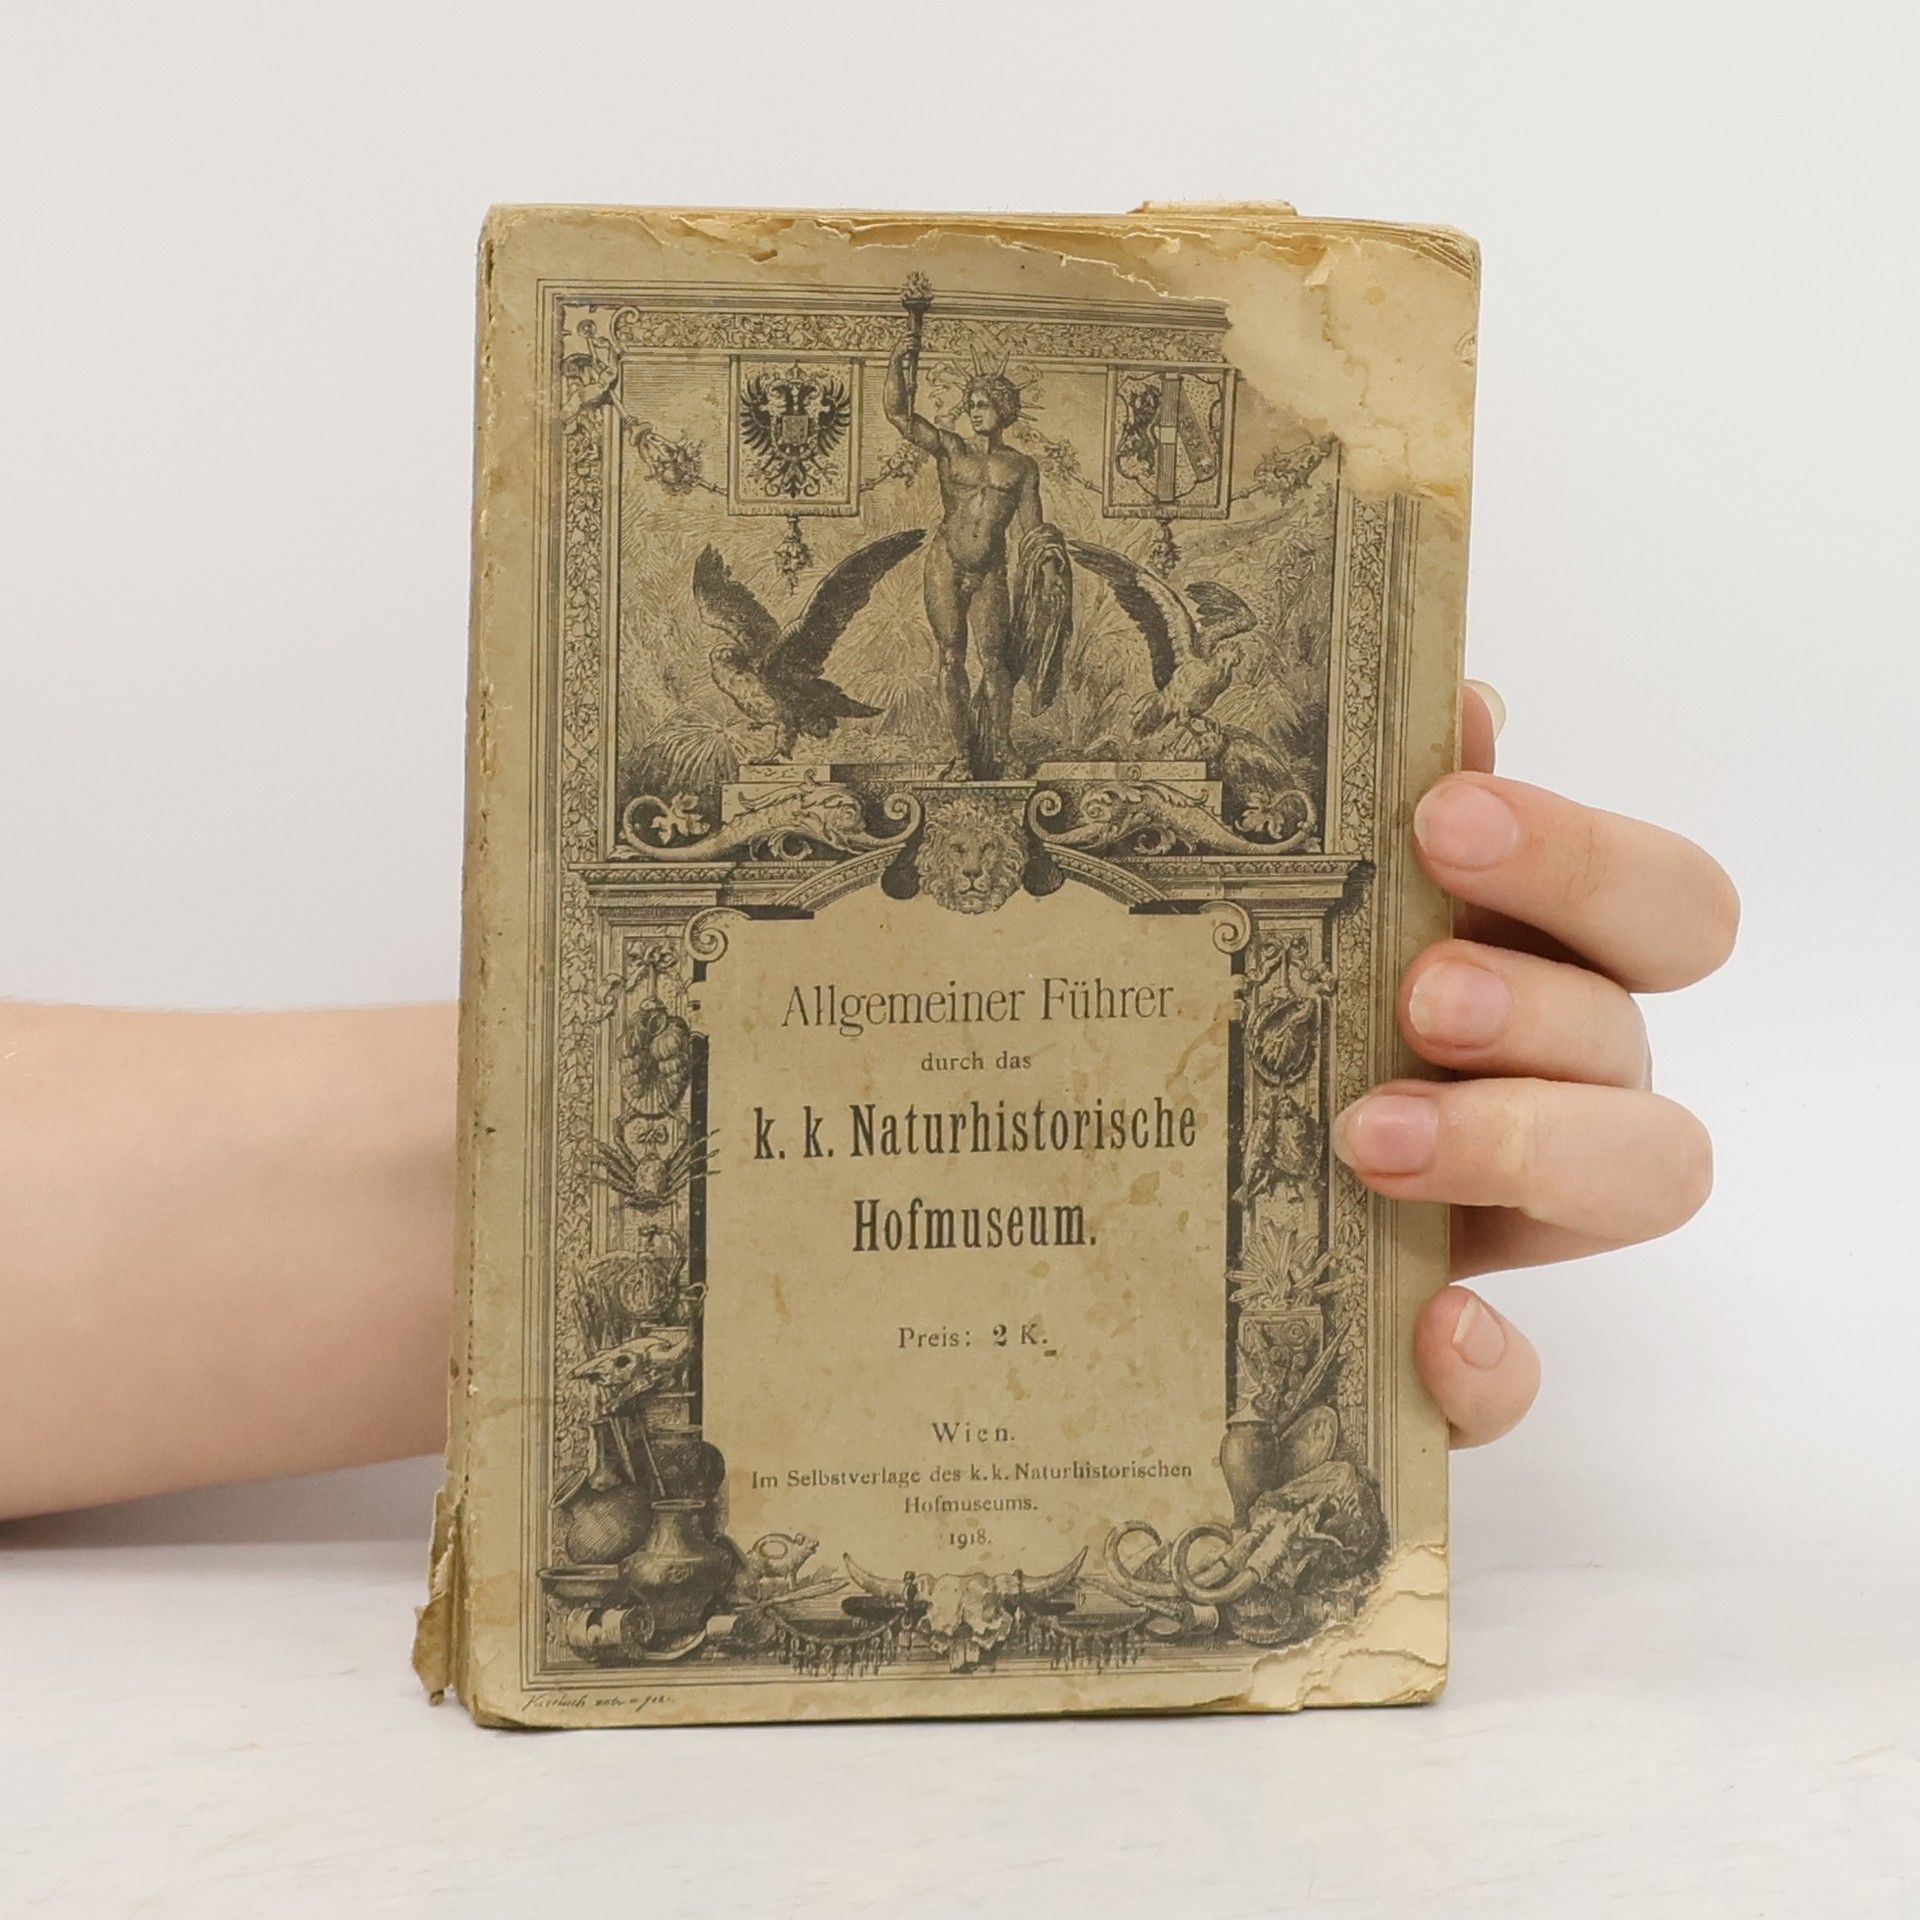 Allgemeiner Führer
durch das
k. k. Naturhistorische
Hofmuseum.
Preis: 2 K.
Wien.
Im Selbstverlage des k. k. Naturhistorischen
Hofmuseums.
1918.